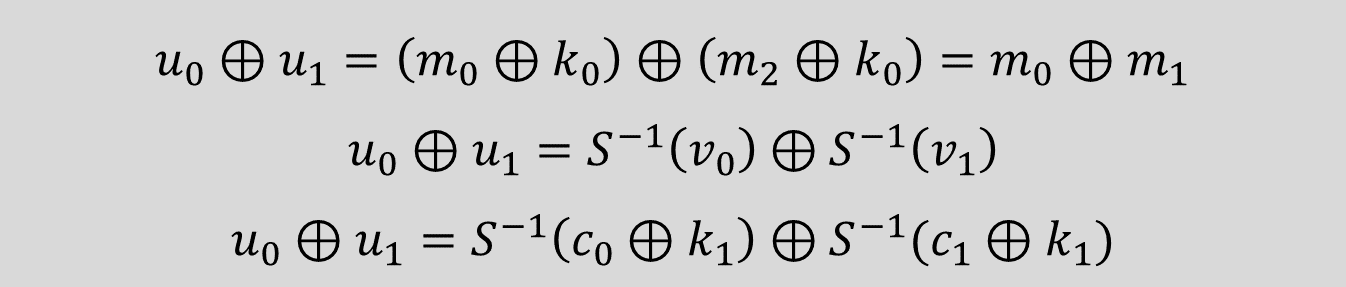 u₀ ⊕ u₁ = (m₀ ⊕ k₀) ⊕ (m₂ ⊕ k₀) = m₀ ⊕ m₁
u₀ ⊕ u₁ = S⁻¹(v₀) ⊕ S⁻¹(v₁)
u₀ ⊕ u₁ = S⁻¹(c₀ ⊕ k₁) ⊕ S⁻¹(c₁ ⊕ k₁)